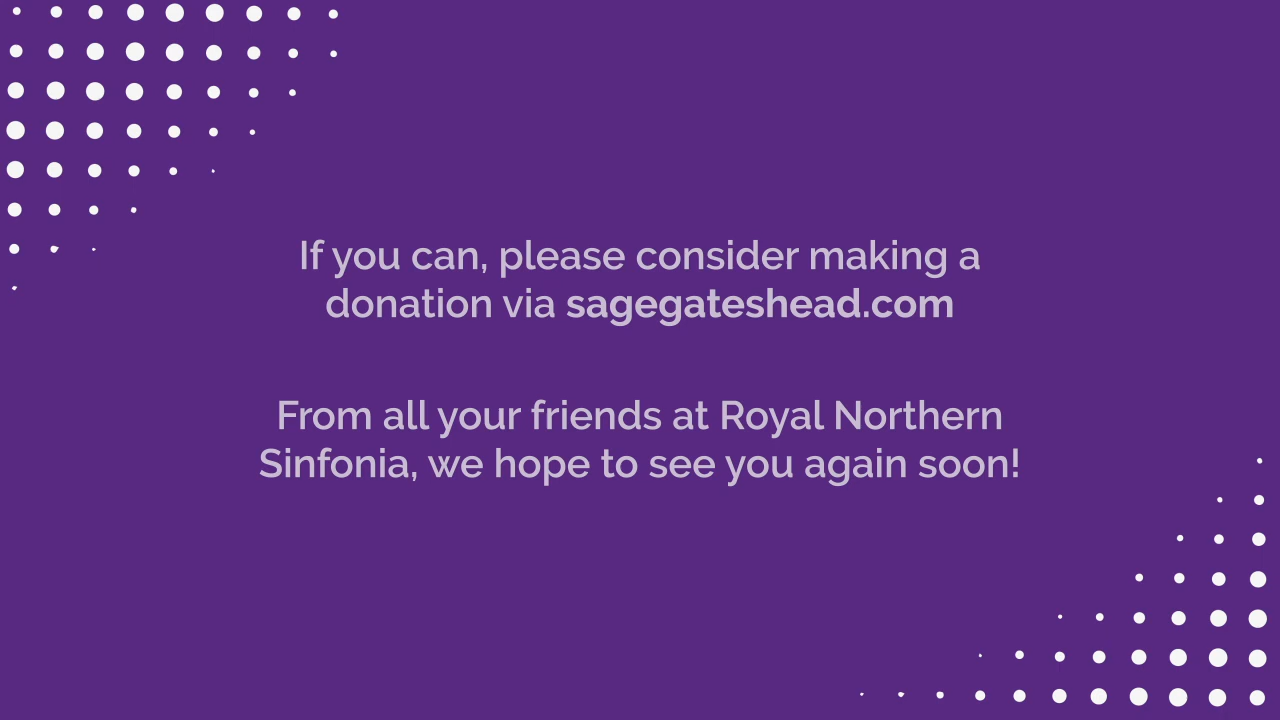 If you can, please consider making a
donation via sagegateshead.com
From all your friends at Royal Northern
Sinfonia, we hope to see you again soon!